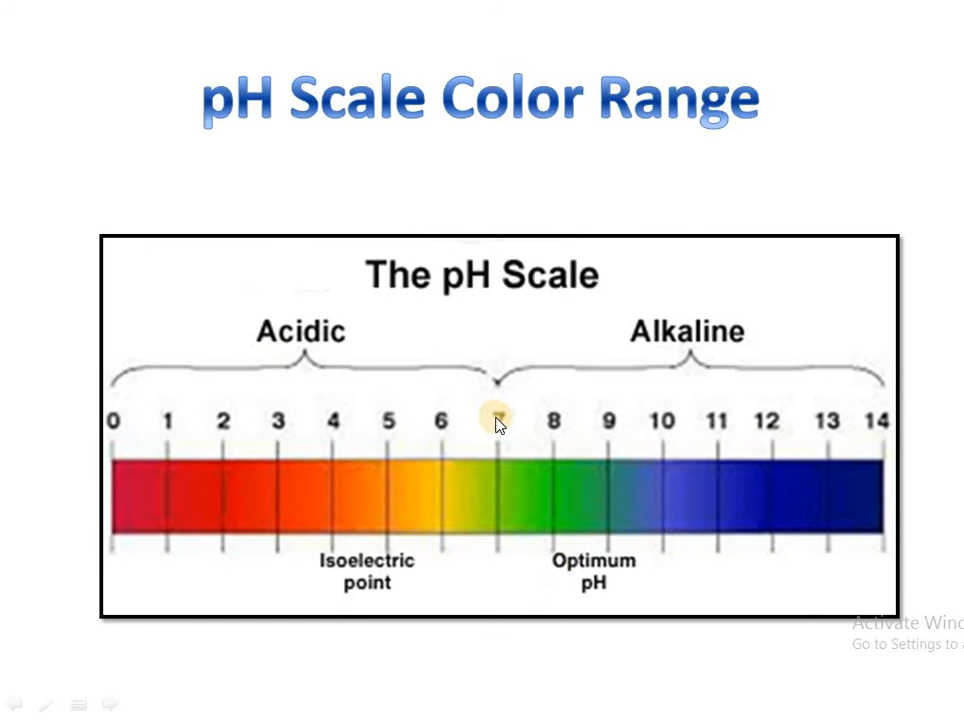 pH Scale Color Range
The pH Scale
Acidic Alkaline
0 1 2 3 4 5 6 7 8 9 10 11 12 13 14
Isoelectric Optimum
point pH
Activate Wind
Go to Settings to